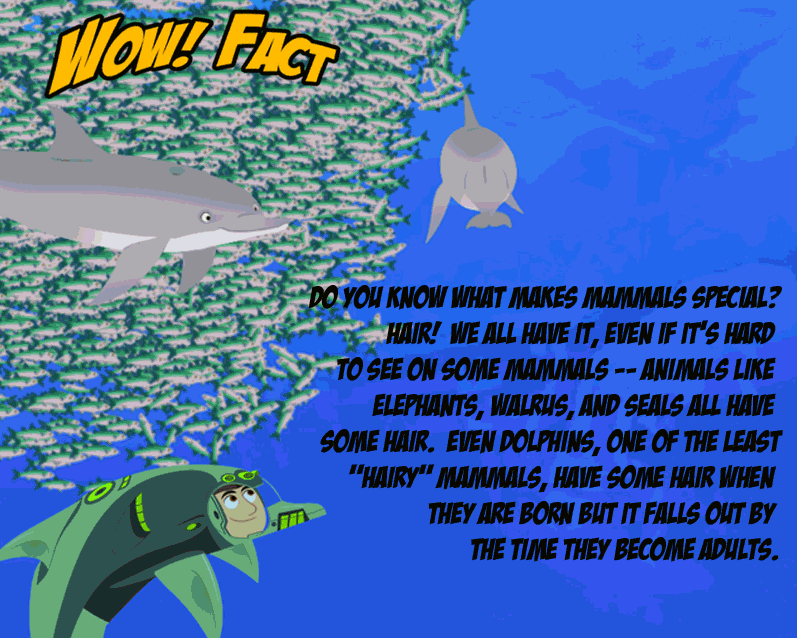 Wow! Fact
DO YOU KNOW WHAT MAKES MAMMALS SPECIAL?
HAIR! WE ALL HAVE IT, EVEN IF IT'S HARD
TO SEE ON SOME MAMMALS -- ANIMALS LIKE
ELEPHANTS, WALRUS, AND SEALS ALL HAVE
SOME HAIR. EVEN DOLPHINS, ONE OF THE LEAST
"HAIRY" MAMMALS, HAVE SOME HAIR WHEN
THEY ARE BORN BUT IT FALLS OUT BY
THE TIME THEY BECOME ADULTS.